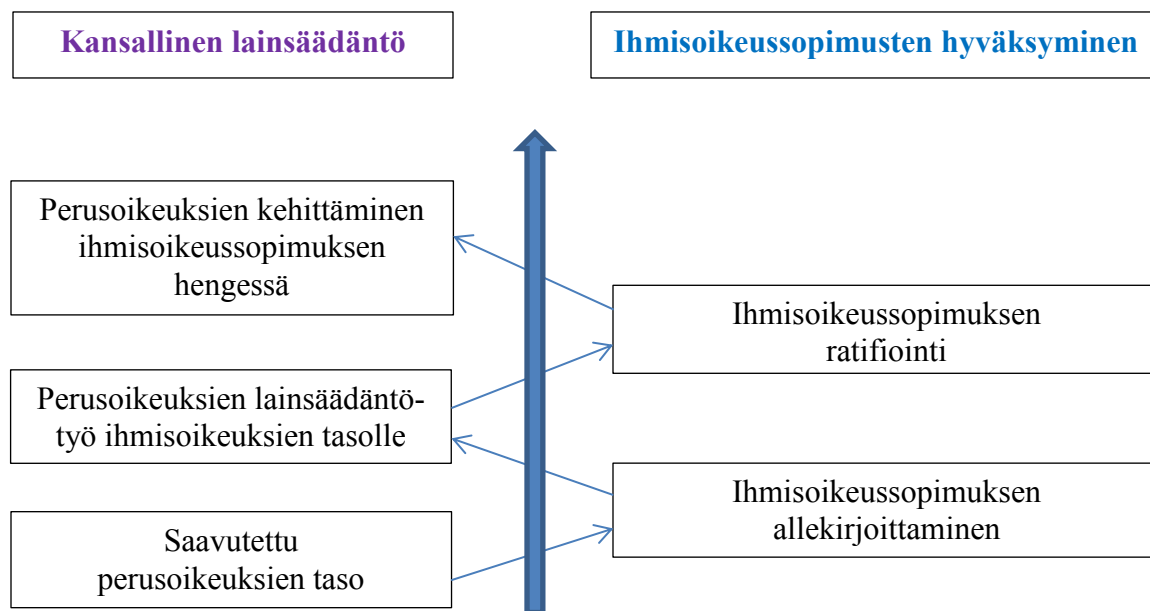 Kansallinen lainsäädäntö
Ihmisoikeussopimusten hyväksyminen
Perusoikeuksien kehittäminen
ihmisoikeussopimuksen
hengessä
Ihmisoikeussopimuksen
ratifiointi
Perusoikeuksien lainsäädäntö-
työ ihmisoikeuksien tasolle
Ihmisoikeussopimuksen
allekirjoittaminen
Saavutettu
perusoikeuksien taso